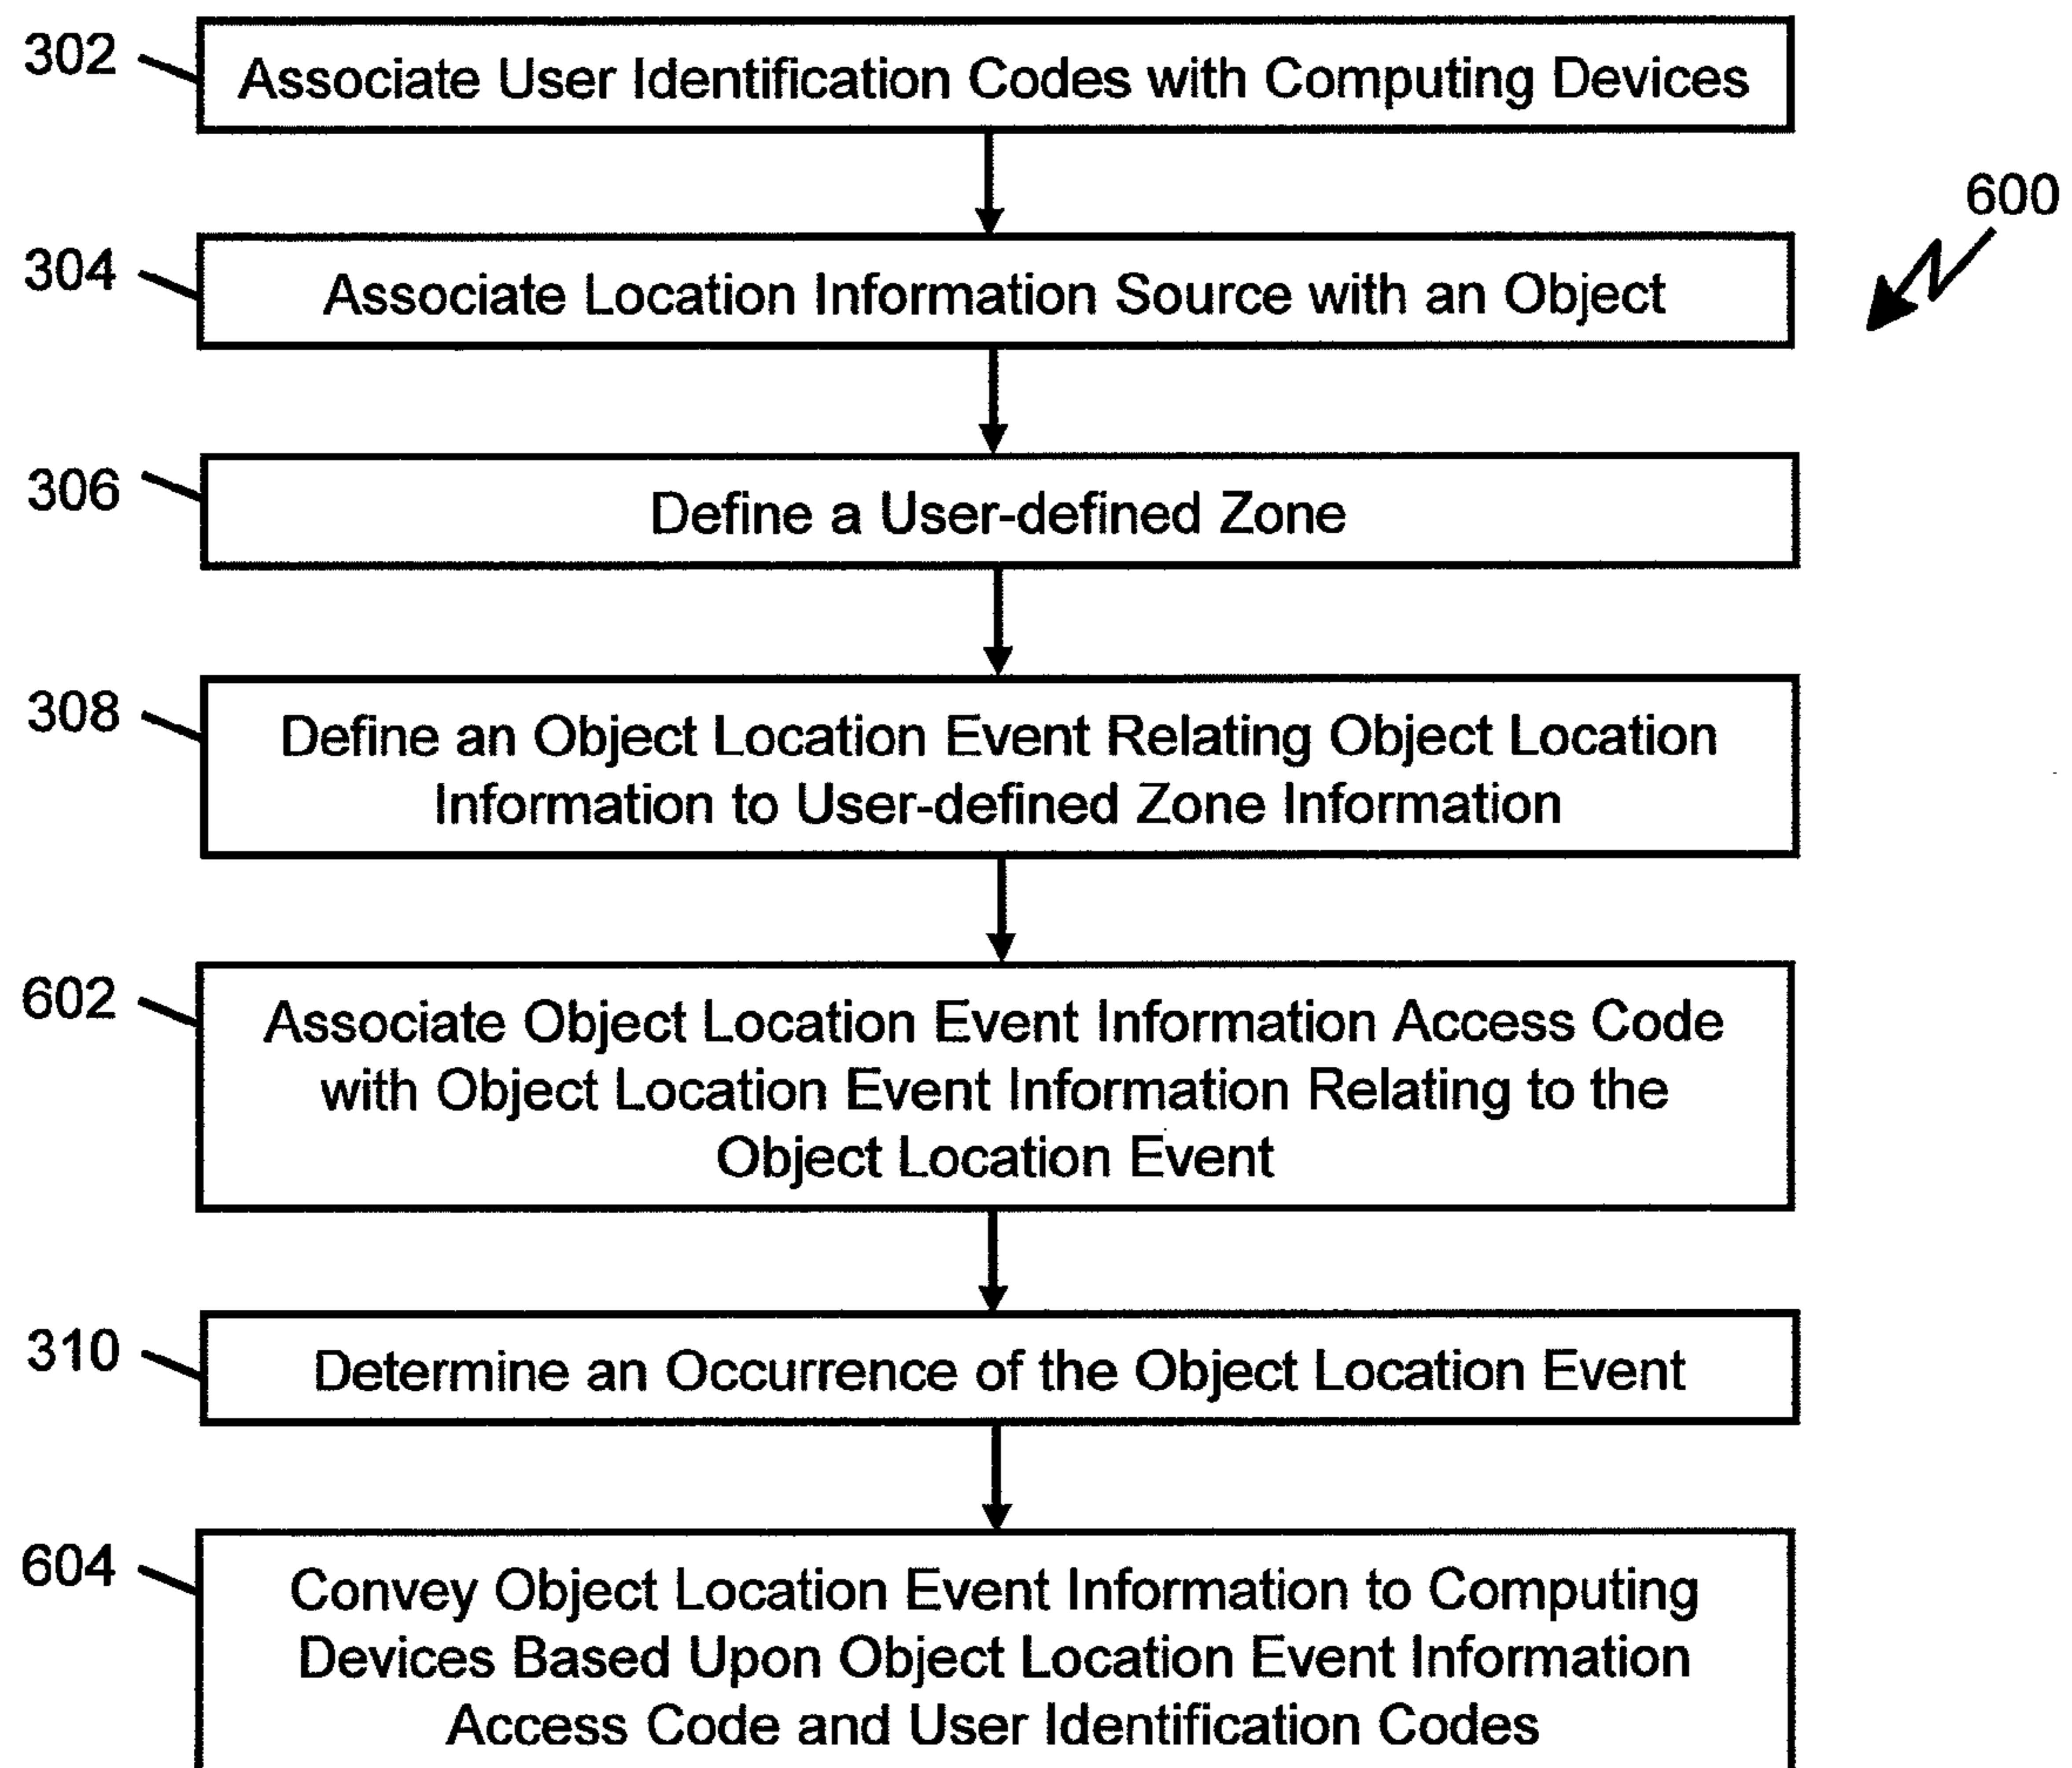 302
Associate User Identification Codes with Computing Devices
600
304
Associate Location Information Source with an Object
306
Define a User-defined Zone
308
Define an Object Location Event Relating Object Location
Information to User-defined Zone Information
602
Associate Object Location Event Information Access Code
with Object Location Event Information Relating to the
Object Location Event
310
Determine an Occurrence of the Object Location Event
604
Convey Object Location Event Information to Computing
Devices Based Upon Object Location Event Information
Access Code and User Identification Codes